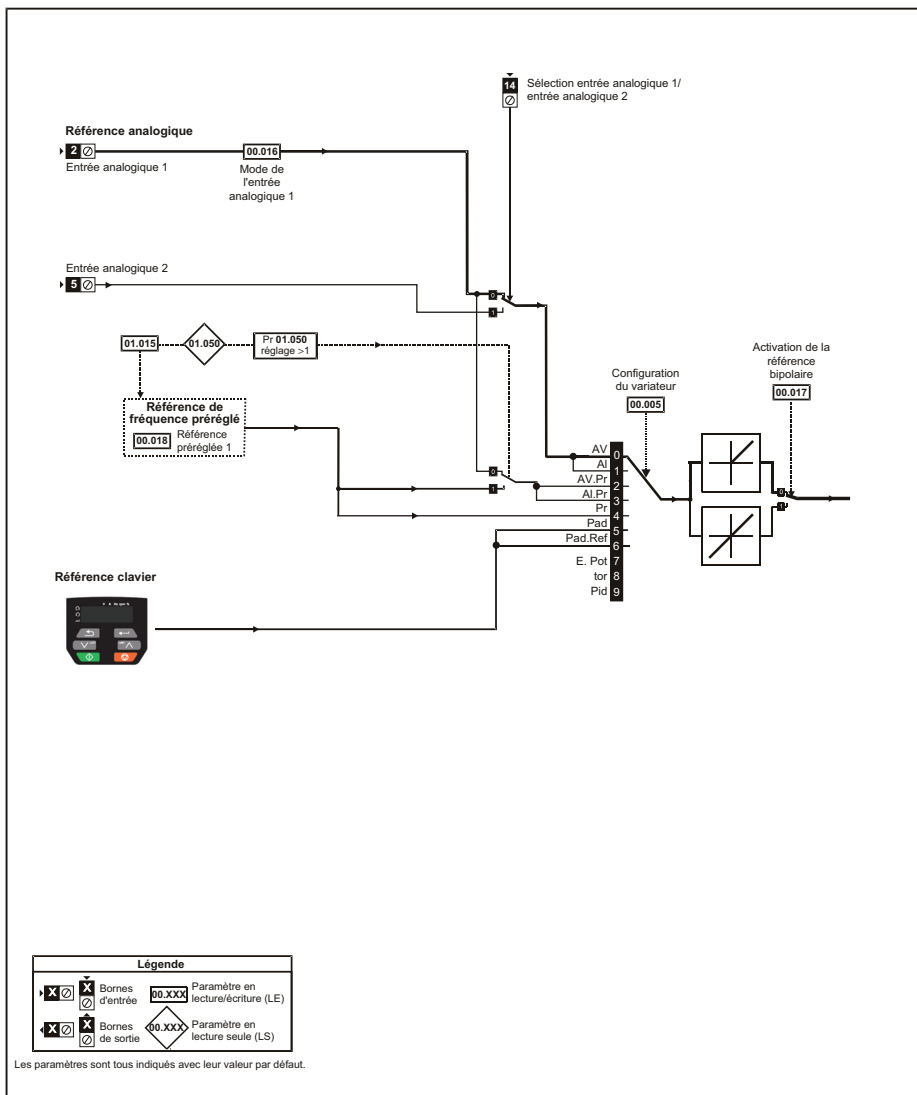 14
Sélection entrée analogique 1/
entrée analogique 2
Référence analogique
2
00.016
Entrée analogique 1
Mode de
l'entrée
analogique 1
Entrée analogique 2
5
0
1
01.015
01.050
Pr 01.050
réglage >1
Référence de
fréquence préréglé
00.018
Référence
préréglée 1
0
1
Configuration
du variateur
00.005
Activation de la
référence
bipolaire
00.017
0
1
AV 0
AI 1
AV.Pr 2
AI.Pr 3
Pr 4
Pad 5
Pad.Ref 6
E. Pot 7
tor 8
Pid 9
Référence clavier
Légende
X
X
Bornes
d'entrée
00.XXX
Paramètre en
lecture/écriture (LE)
X
X
Bornes
de sortie
00.XXX
Paramètre en
lecture seule (LS)
Les paramètres sont tous indiqués avec leur valeur par défaut.